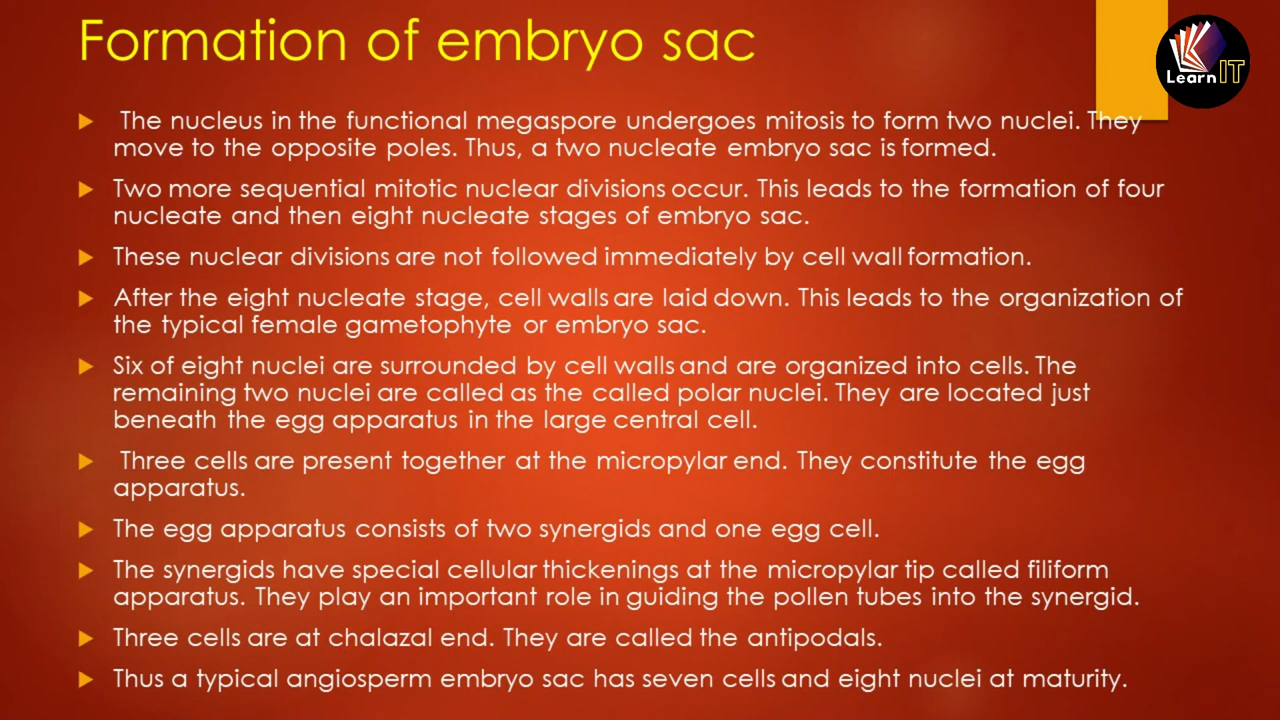 Formation of embryo sac
Learn IT
The nucleus in the functional megaspore undergoes mitosis to form two nuclei. They
move to the opposite poles. Thus, a two nucleate embryo sac is formed.
Two more sequential mitotic nuclear divisions occur. This leads to the formation of four
nucleate and then eight nucleate stages of embryo sac.
These nuclear divisions are not followed immediately by cell wall formation.
After the eight nucleate stage, cell walls are laid down. This leads to the organization of
the typical female gametophyte or embryo sac.
Six of eight nuclei are surrounded by cell walls and are organized into cells. The
remaining two nuclei are called as the called polar nuclei. They are located just
beneath the egg apparatus in the large central cell.
Three cells are present together at the micropylar end. They constitute the egg
apparatus.
The egg apparatus consists of two synergids and one egg cell.
The synergids have special cellular thickenings at the micropylar tip called filiform
apparatus. They play an important role in guiding the pollen tubes into the synergid.
Three cells are at chalazal end. They are called the antipodals.
Thus a typical angiosperm embryo sac has seven cells and eight nuclei at maturity.